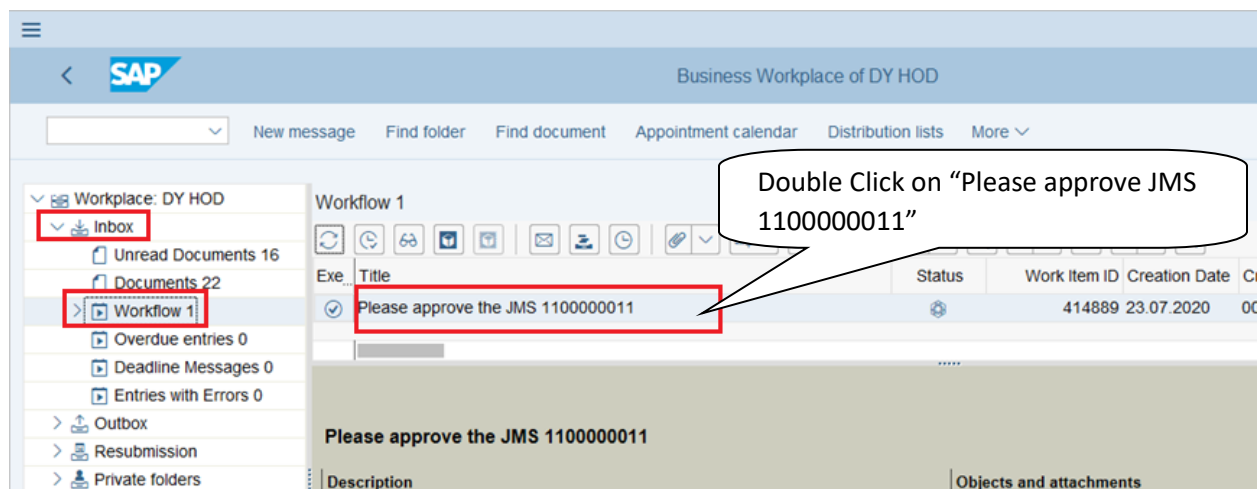 SAP
Business Workplace of DY HOD
New message Find folder Find document Appointment calendar Distribution lists More
Double Click on “Please approve JMS
1100000011”
Workplace: DY HOD
Inbox
Unread Documents 16
Documents 22
Workflow 1
Overdue entries 0
Deadline Messages 0
Entries with Errors 0
Outbox
Resubmission
Private folders
Workflow 1
Exe... Title Status Work Item ID Creation Date
Please approve the JMS 1100000011 414889 23.07.2020
Please approve the JMS 1100000011
Description Objects and attachments